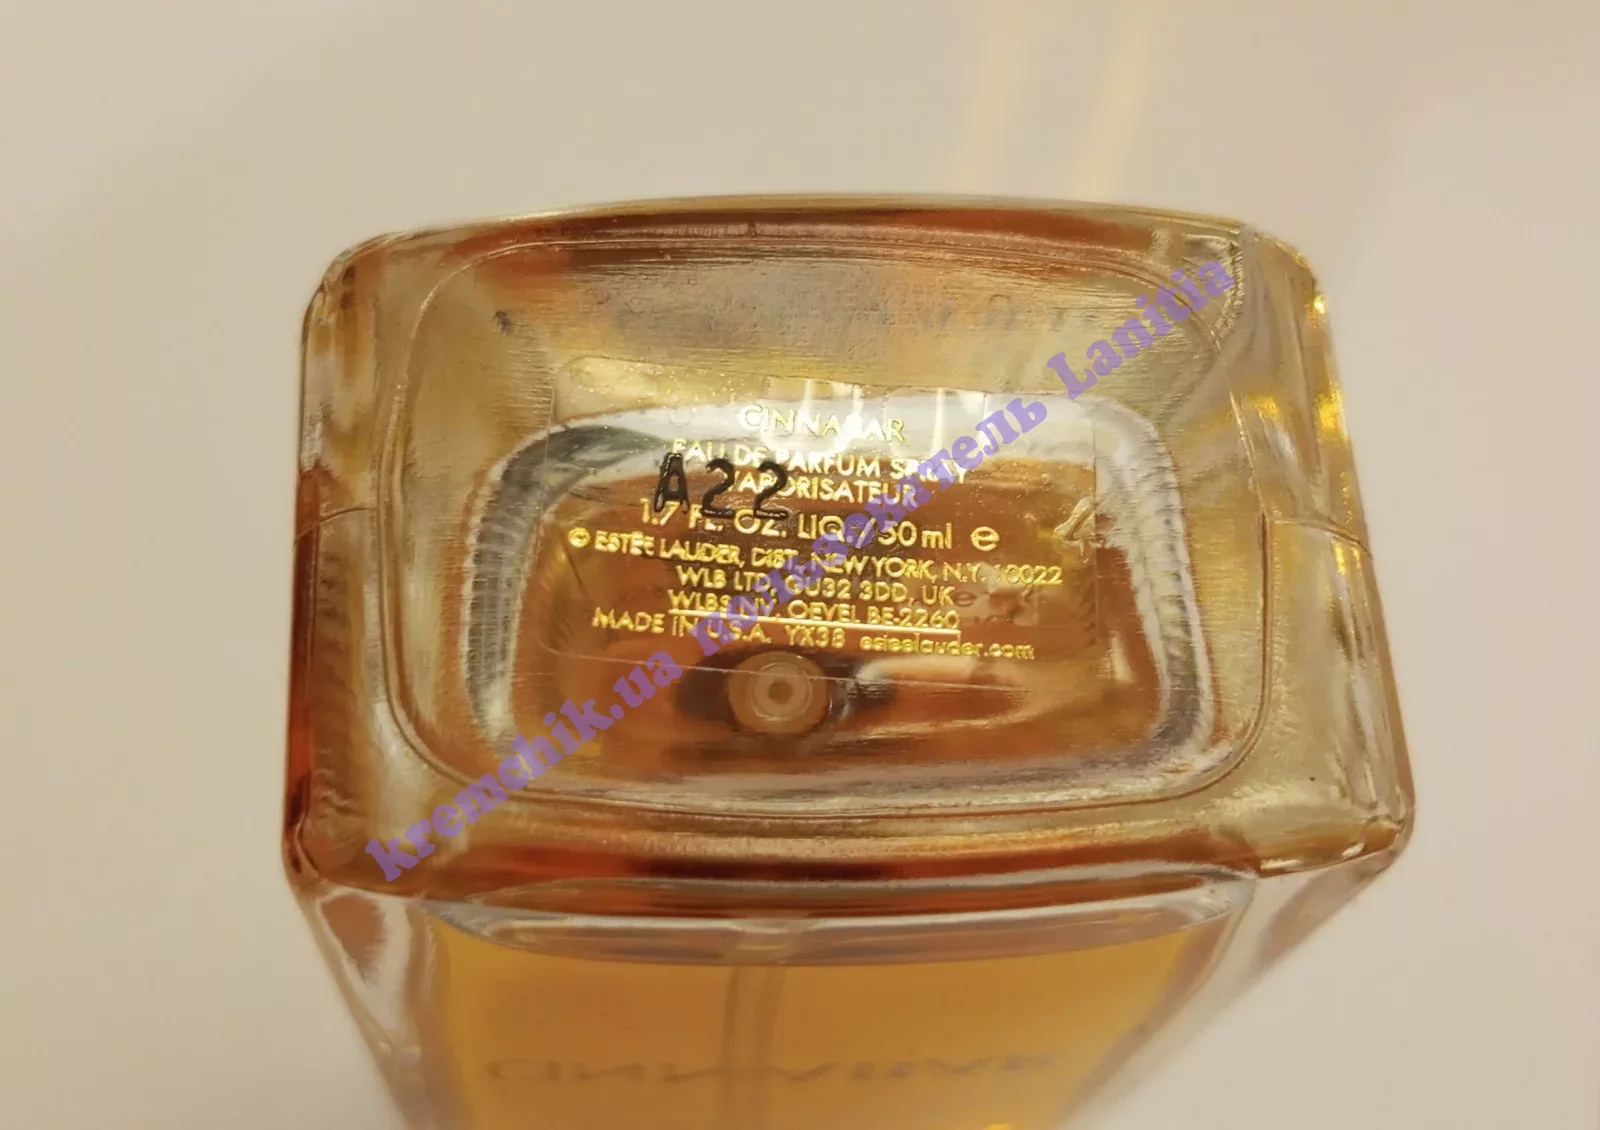 CINNABAR
EAU DE PARFUM SPRAY
VAPORISATEUR
A22
1.7 FL. OZ. LIQ./50 ml e
© ESTĒE LAUDER, DIST., NEW YORK, N.Y. 10022
WLB LTD, GU32 3DD, UK
WLBS NV, OEVEL BE-2260
MADE IN U.S.A. YX38 esteelauder.com
kremchik.ua пользователь Lanitia
CINNABAR